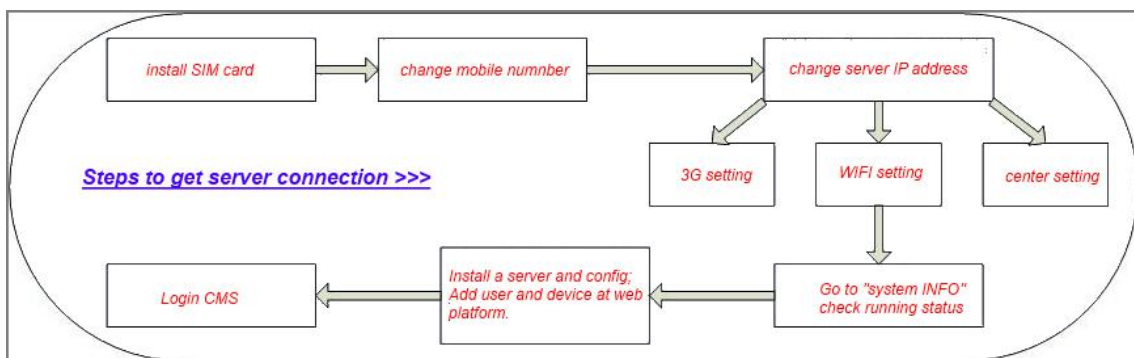 install SIM card
change mobile numnber
change server IP address
3G setting
WIFI setting
center setting
Steps to get server connection >>>
Login CMS
Install a server and config;
Add user and device at web
platform.
Go to "system INFO"
check running status